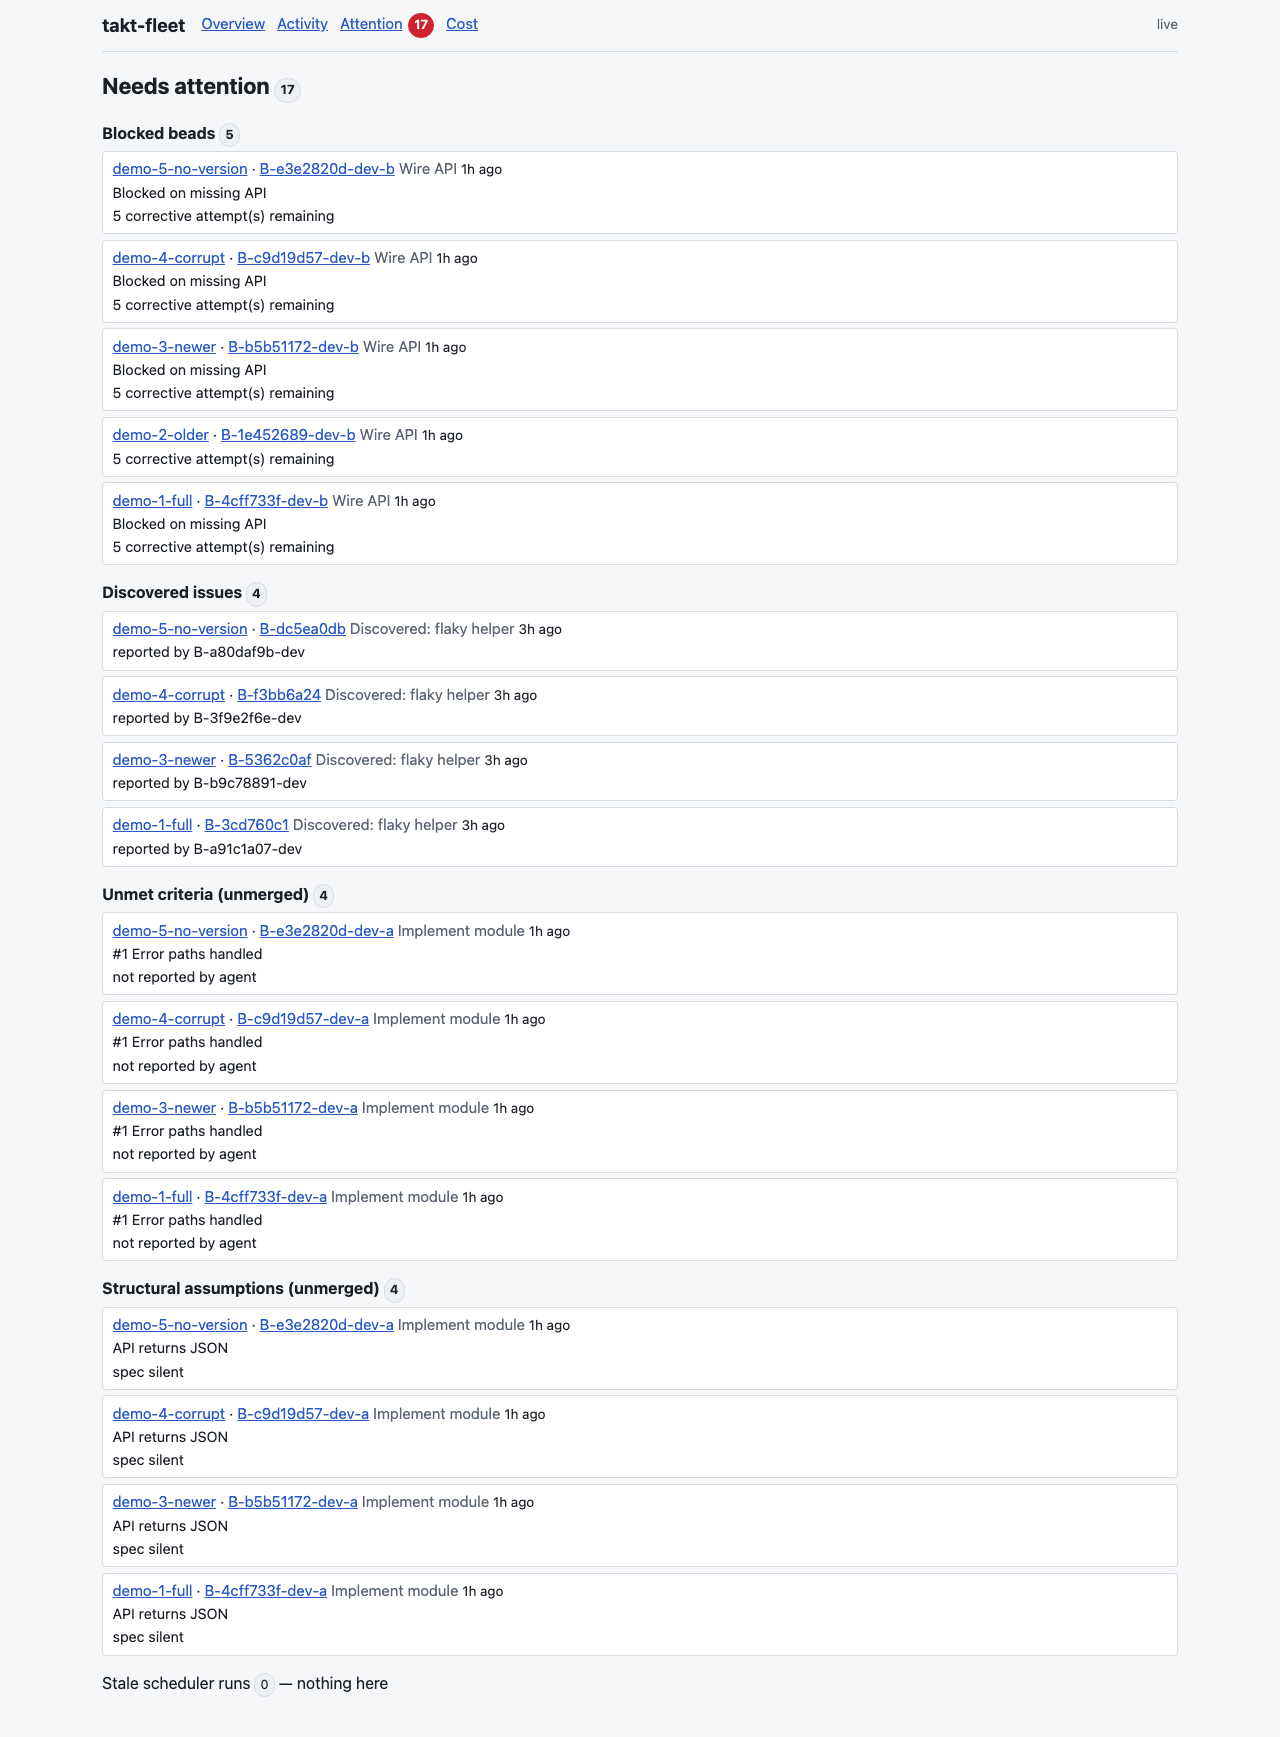 takt-fleet Overview Activity Attention 17 Cost live
Needs attention 17
Blocked beads 5
demo-5-no-version · B-e3e2820d-dev-b Wire API 1h ago
Blocked on missing API
5 corrective attempt(s) remaining
demo-4-corrupt · B-c9d19d57-dev-b Wire API 1h ago
Blocked on missing API
5 corrective attempt(s) remaining
demo-3-newer · B-b5b51172-dev-b Wire API 1h ago
Blocked on missing API
5 corrective attempt(s) remaining
demo-2-older · B-1e452689-dev-b Wire API 1h ago
5 corrective attempt(s) remaining
demo-1-full · B-4cff733f-dev-b Wire API 1h ago
Blocked on missing API
5 corrective attempt(s) remaining
Discovered issues 4
demo-5-no-version · B-dc5ea0db Discovered: flaky helper 3h ago
reported by B-a80daf9b-dev
demo-4-corrupt · B-f3bb6a24 Discovered: flaky helper 3h ago
reported by B-3f9e2f6e-dev
demo-3-newer · B-5362c0af Discovered: flaky helper 3h ago
reported by B-b9c78891-dev
demo-1-full · B-3cd760c1 Discovered: flaky helper 3h ago
reported by B-a91c1a07-dev
Unmet criteria (unmerged) 4
demo-5-no-version · B-e3e2820d-dev-a Implement module 1h ago
#1 Error paths handled
not reported by agent
demo-4-corrupt · B-c9d19d57-dev-a Implement module 1h ago
#1 Error paths handled
not reported by agent
demo-3-newer · B-b5b51172-dev-a Implement module 1h ago
#1 Error paths handled
not reported by agent
demo-1-full · B-4cff733f-dev-a Implement module 1h ago
#1 Error paths handled
not reported by agent
Structural assumptions (unmerged) 4
demo-5-no-version · B-e3e2820d-dev-a Implement module 1h ago
API returns JSON
spec silent
demo-4-corrupt · B-c9d19d57-dev-a Implement module 1h ago
API returns JSON
spec silent
demo-3-newer · B-b5b51172-dev-a Implement module 1h ago
API returns JSON
spec silent
demo-1-full · B-4cff733f-dev-a Implement module 1h ago
API returns JSON
spec silent
Stale scheduler runs 0 — nothing here